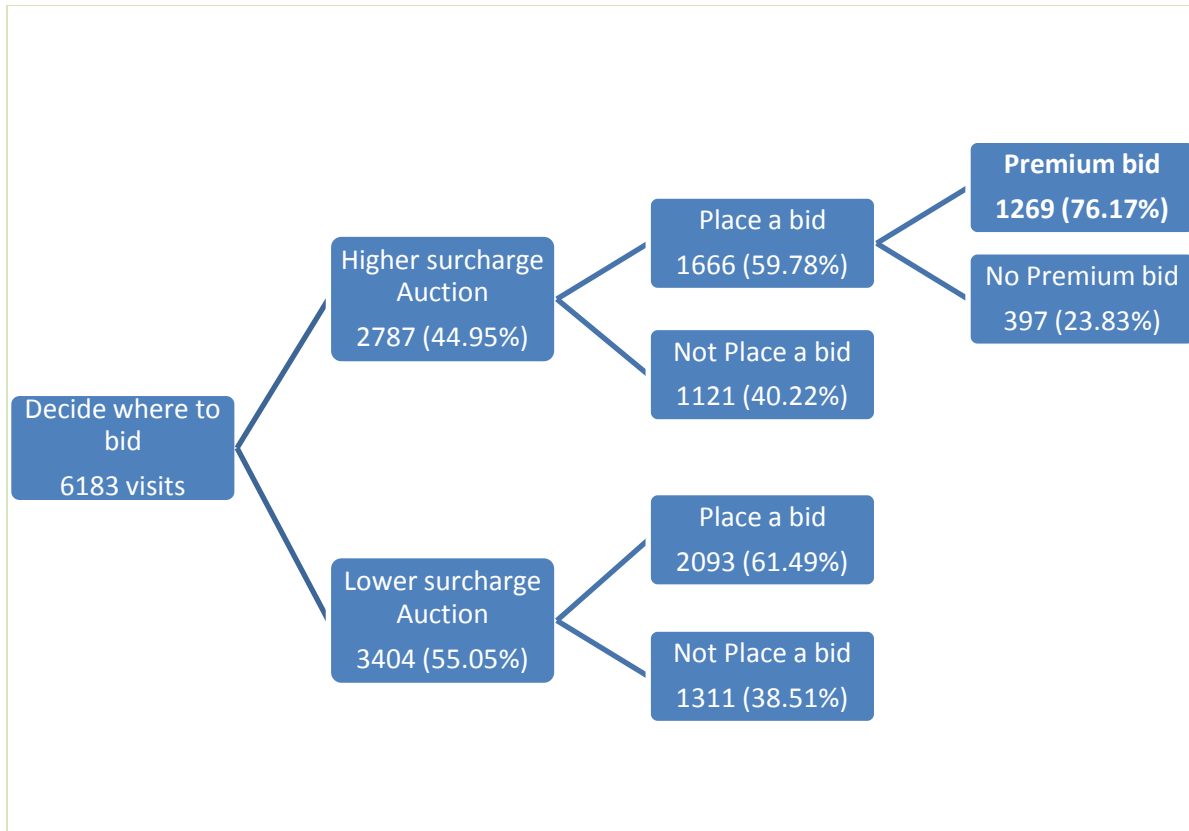 Decide where to
bid
6183 visits
Higher surcharge
Auction
2787 (44.95%)
Place a bid
1666 (59.78%)
Premium bid
1269 (76.17%)
No Premium bid
397 (23.83%)
Not Place a bid
1121 (40.22%)
Lower surcharge
Auction
3404 (55.05%)
Place a bid
2093 (61.49%)
Not Place a bid
1311 (38.51%)